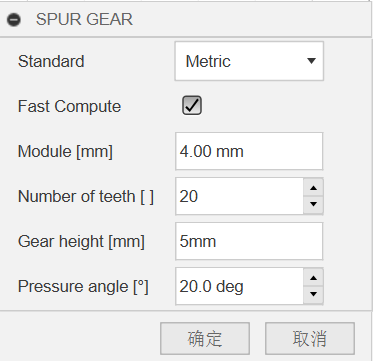 SPUR GEAR
Standard Metric
Fast Compute
Module [mm] 4.00 mm
Number of teeth [ ] 20
Gear height [mm] 5mm
Pressure angle [°] 20.0 deg
确定 取消